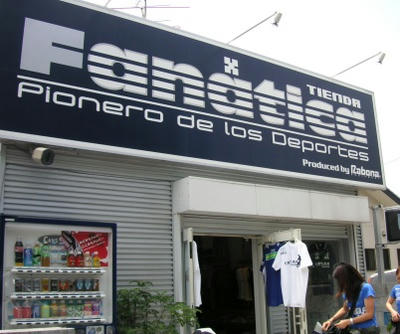 Fanática
TIENDA
Pionero de los Deportes
Produced by Rabona